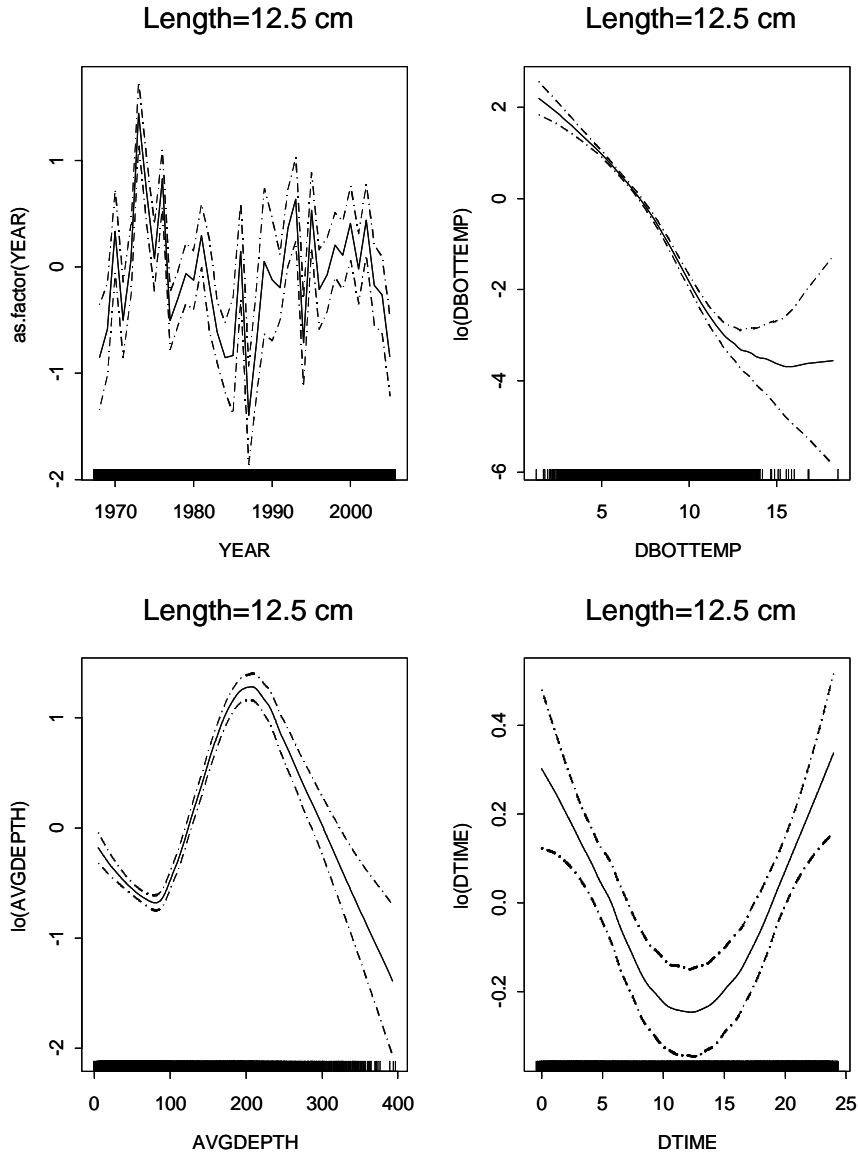 Length=12.5 cm
as.factor(YEAR)
1
0
-1
-2
1970 1980 1990 2000
YEAR
Length=12.5 cm
lo(DBOTTEMP)
2
0
-2
-4
-6
5 10 15
DBOTTEMP
Length=12.5 cm
lo(AVGDEPTH)
1
0
-1
-2
0 100 200 300 400
AVGDEPTH
Length=12.5 cm
lo(DTIME)
0.4
0.2
0.0
-0.2
0 5 10 15 20 25
DTIME